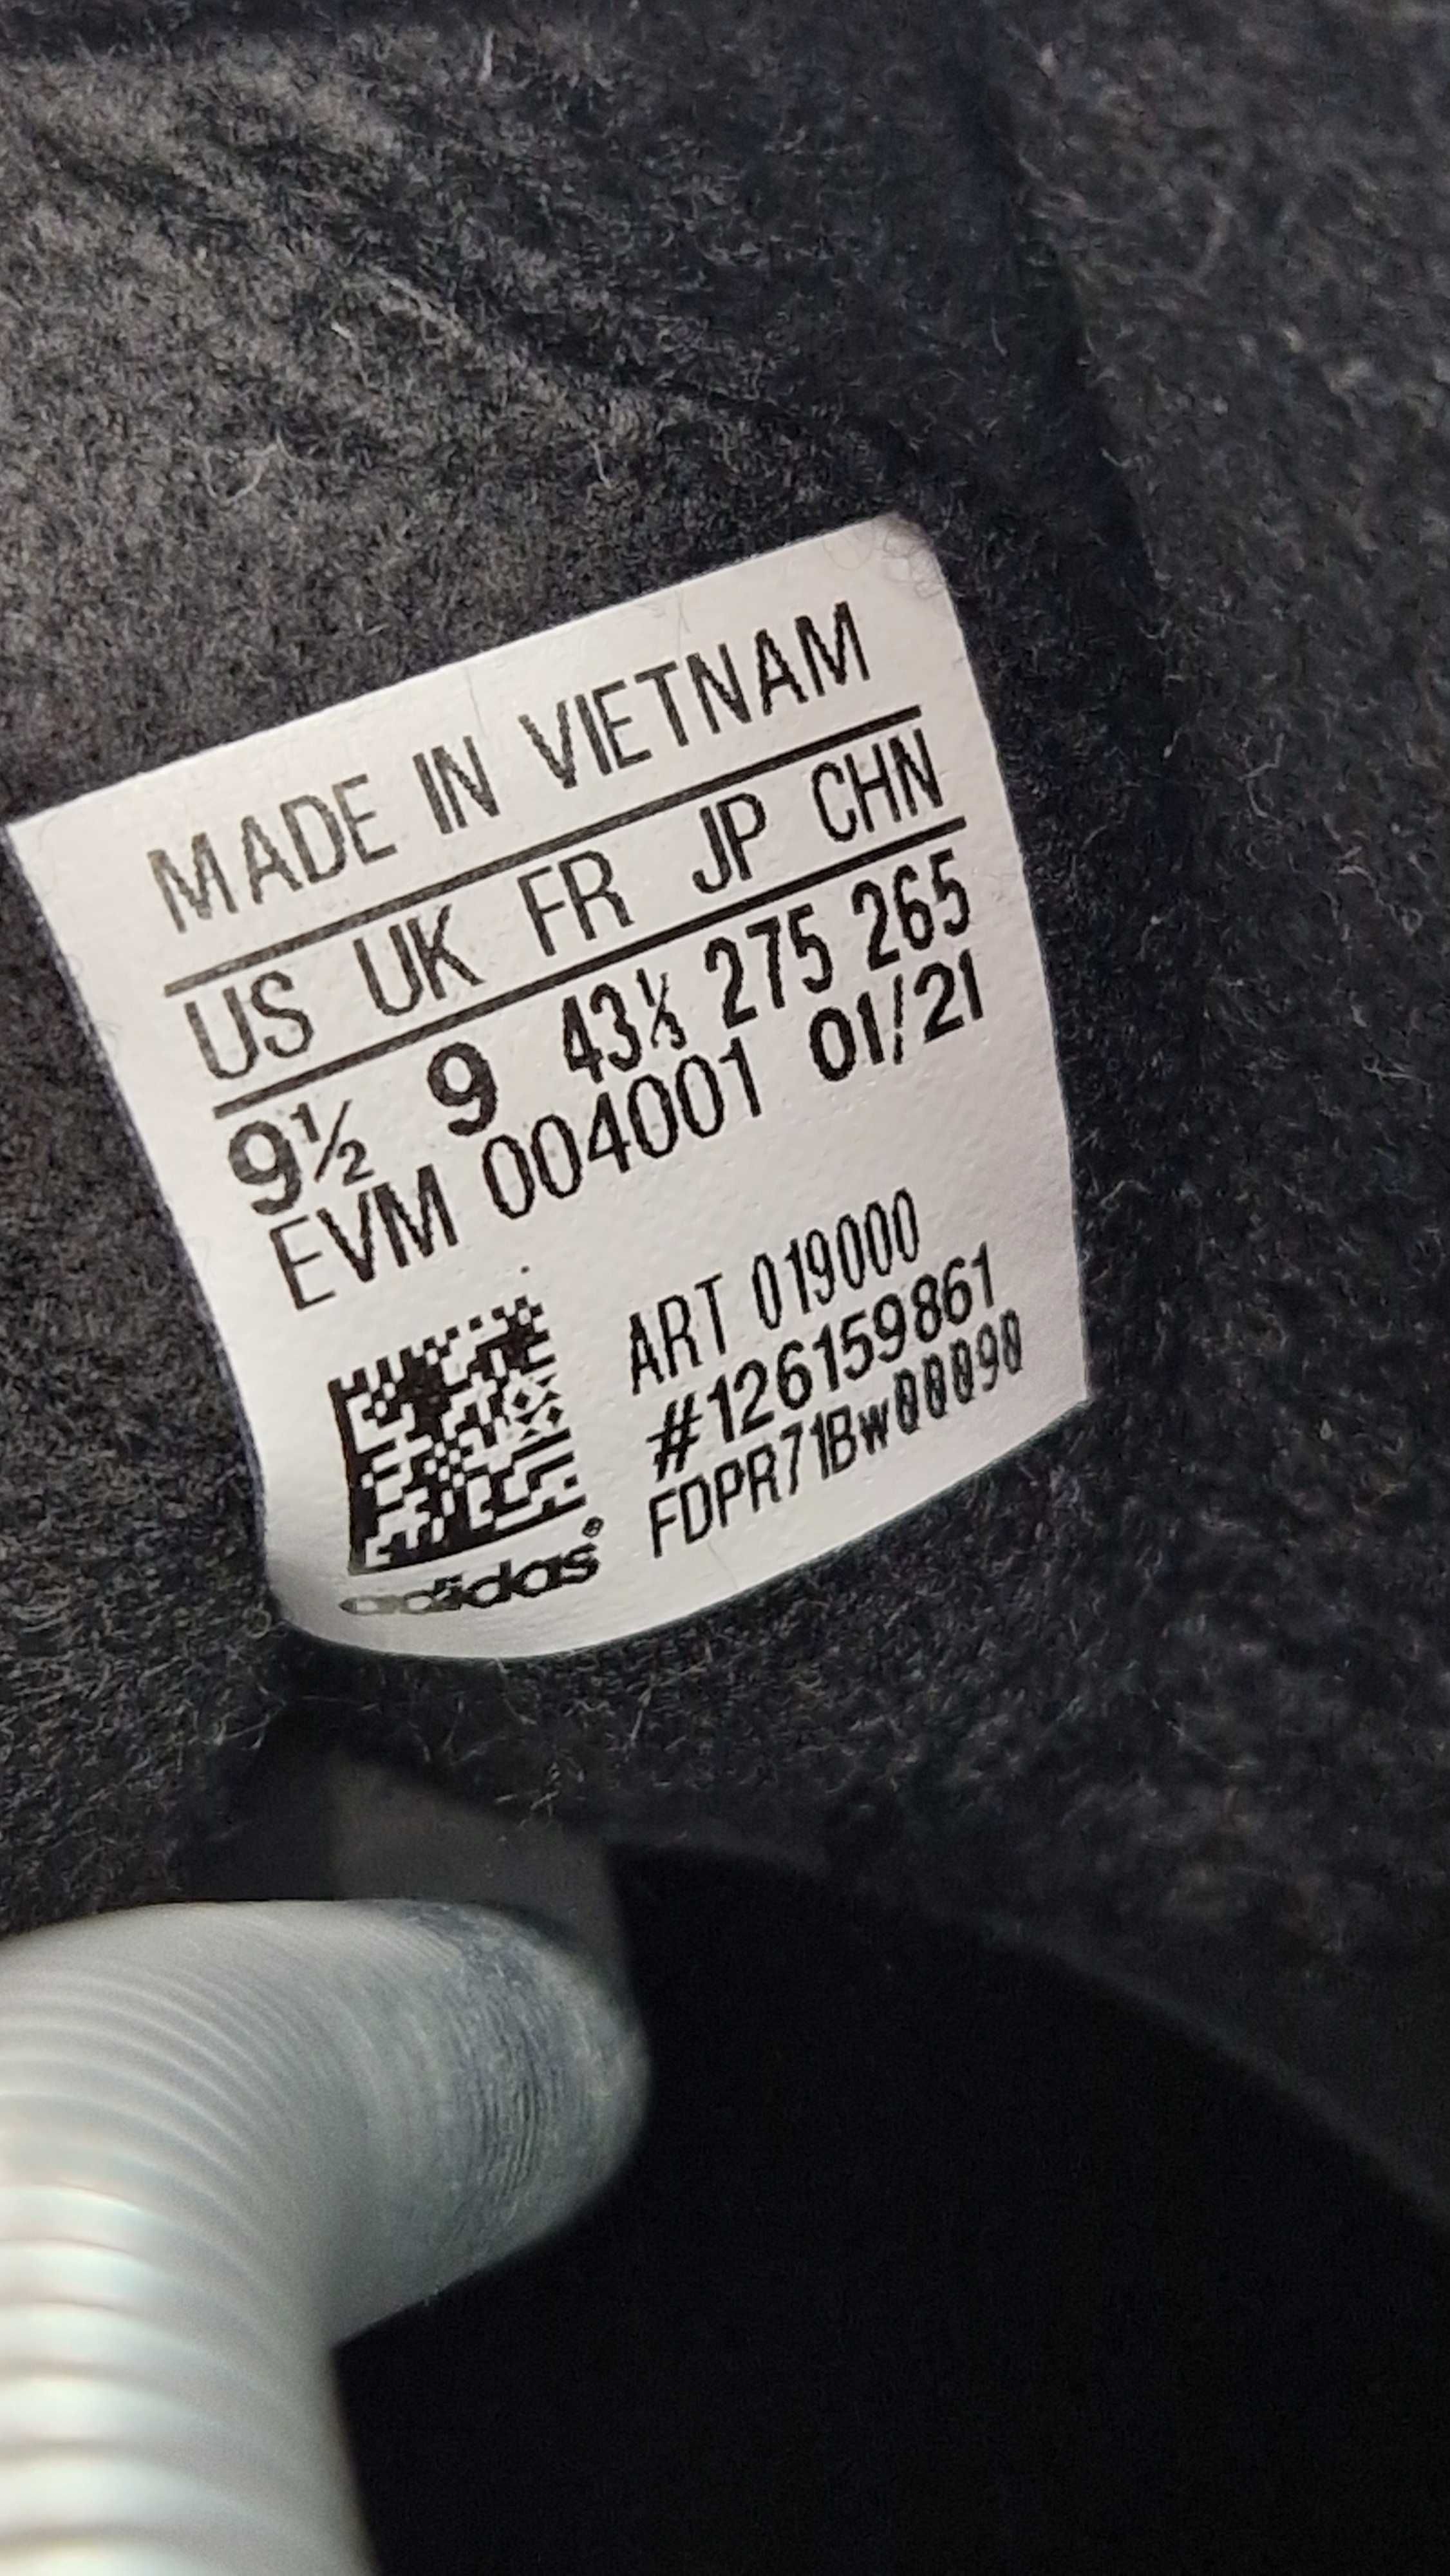 MADE IN VIETNAM
US UK FR JP CHN
9½ 9 43⅓ 275 265
EVM 004001 01/21
ART 019000
#126159861
FDPR71Bw00090
adidas®